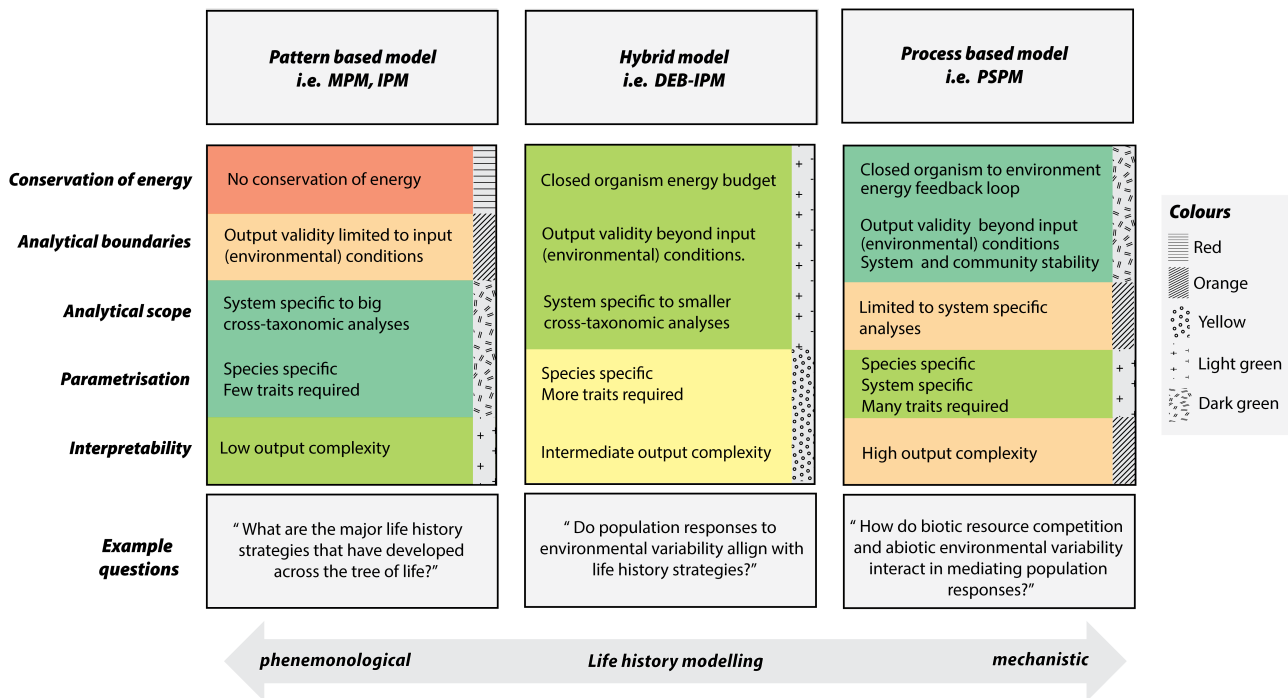 Pattern based model
i.e. MPM, IPM
Hybrid model
i.e. DEB-IPM
Process based model
i.e. PSPM
Conservation of energy
No conservation of energy
Closed organism energy budget
Closed organism to environment
energy feedback loop
Analytical boundaries
Output validity limited to input
(environmental) conditions
Output validity beyond input
(environmental) conditions.
Output validity beyond input
(environmental) conditions
System and community stability
Analytical scope
System specific to big
cross-taxonomic analyses
System specific to smaller
cross-taxonomic analyses
Limited to system specific
analyses
Parametrisation
Species specific
Few traits required
Species specific
More traits required
Species specific
System specific
Many traits required
Interpretability
Low output complexity
Intermediate output complexity
High output complexity
Example
questions
“ What are the major life history
strategies that have developed
across the tree of life?”
“ Do population responses to
environmental variability allign with
life history strategies?”
“ How do biotic resource competition
and abiotic environmental variability
interact in mediating population
responses?”
phenemonological
Life history modelling
mechanistic
Colours
Red
Orange
Yellow
Light green
Dark green